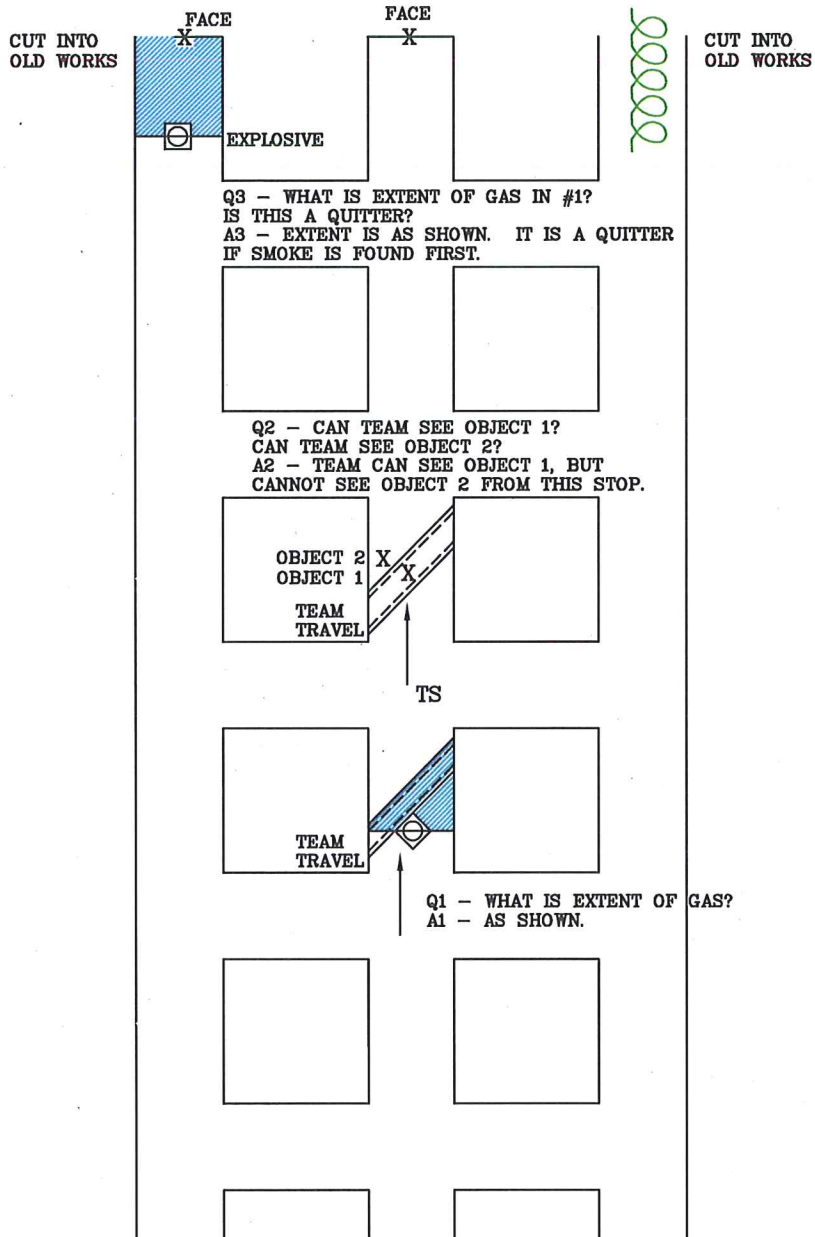 FACE
FACE
X
X
CUT INTO
OLD WORKS
CUT INTO
OLD WORKS
EXPLOSIVE
Q3 – WHAT IS EXTENT OF GAS IN #1?
IS THIS A QUITTER?
A3 – EXTENT IS AS SHOWN. IT IS A QUITTER
IF SMOKE IS FOUND FIRST.
Q2 – CAN TEAM SEE OBJECT 1?
CAN TEAM SEE OBJECT 2?
A2 – TEAM CAN SEE OBJECT 1, BUT
CANNOT SEE OBJECT 2 FROM THIS STOP.
OBJECT 2 X
OBJECT 1 X
TEAM
TRAVEL
TS
TEAM
TRAVEL
Q1 – WHAT IS EXTENT OF GAS?
A1 – AS SHOWN.